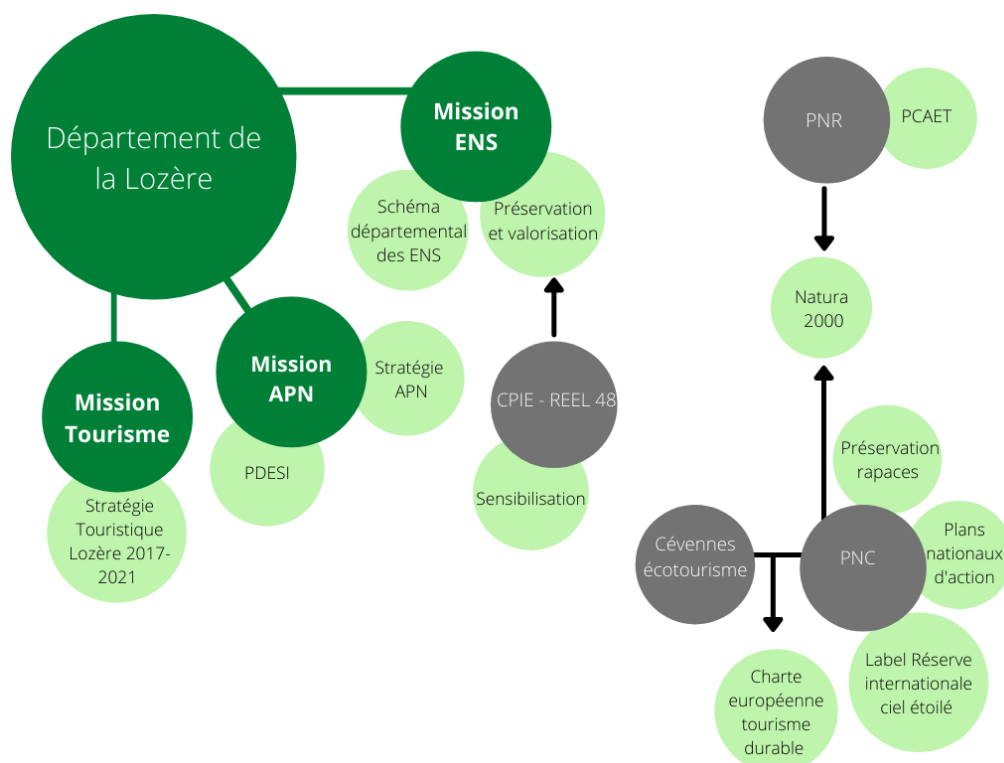 Département de
la Lozère
Mission
ENS
Schéma
départemental
des ENS
Préservation
et valorisation
Mission
Tourisme
Stratégie
Touristique
Lozère 2017-
2021
Mission
APN
Stratégie
APN
PDESI
CPIE - REEL 48
Sensibilisation
PNR
PCAET
Natura
2000
Préservation
rapaces
Cévennes
écotourisme
PNC
Plans
nationaux
d'action
Label Réserve
internationale
ciel étoilé
Charte
européenne
tourisme
durable